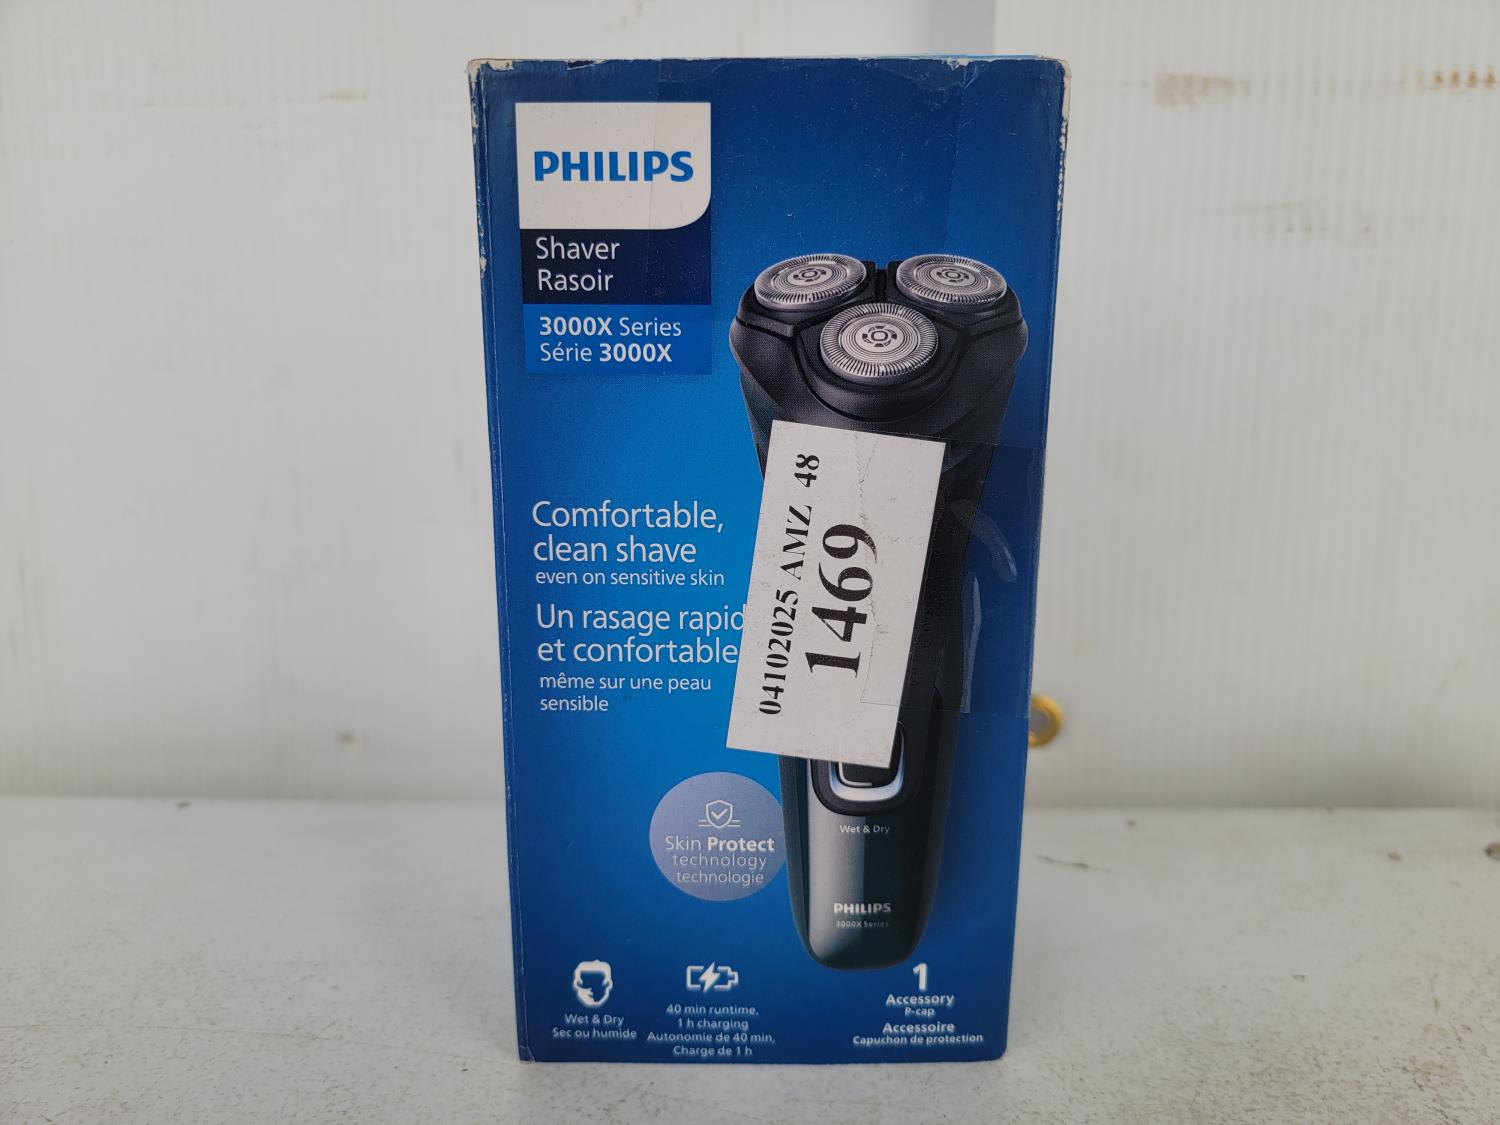 PHILIPS
Shaver
Rasoir
3000X Series
Série 3000X
Comfortable,
clean shave
even on sensitive skin
Un rasage rapid
et confortable
même sur une peau
sensible
04102025 AMZ 48
1469
Skin Protect
technology
technologie
Wet & Dry
PHILIPS
3000X Series
Wet & Dry
Sec ou humide
40 min runtime,
1 h charging
Autonomie de 40 min,
Charge de 1 h
1
Accessory
P-cap
Accessoire
Capuchon de protection